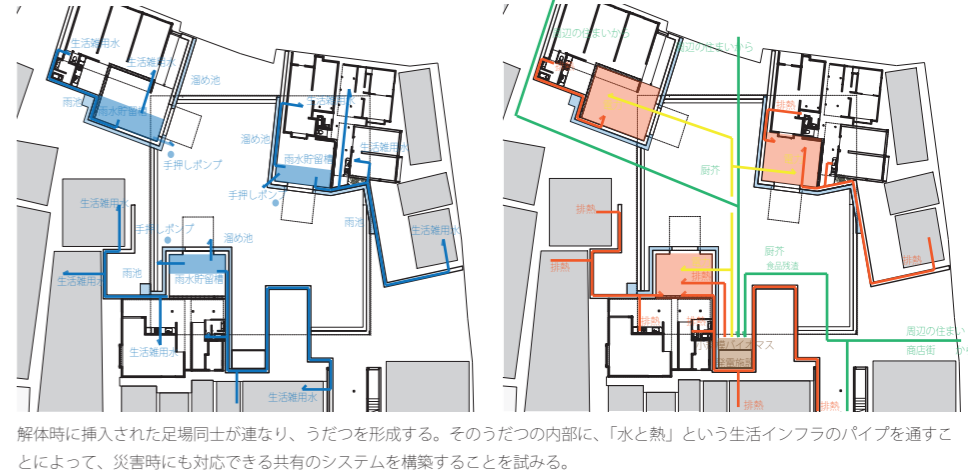 生活雑用水
生活雑用水
溜め池
雨池
雨水貯留槽
手押しポンプ
生活雑用水
溜め池
生活雑用水
雨水貯留槽
手押しポンプ
生活雑用水
手押しポンプ
溜め池
雨池
生活雑用水
雨池
雨水貯留槽
生活雑用水
生活雑用水
生活雑用水
周辺の住まいから
周辺の住まいから
排熱
厨芥
排熱
厨芥
食品残渣
排熱
排熱
排熱
排熱
周辺の住まい
商店街 から
バイオマス
発電施設
排熱
排熱
解体時に挿入された足場同士が連なり、うだつを形成する。そのうだつの内部に、「水と熱」という生活インフラのパイプを通すこ
とによって、災害時にも対応できる共有のシステムを構築することを試みる。